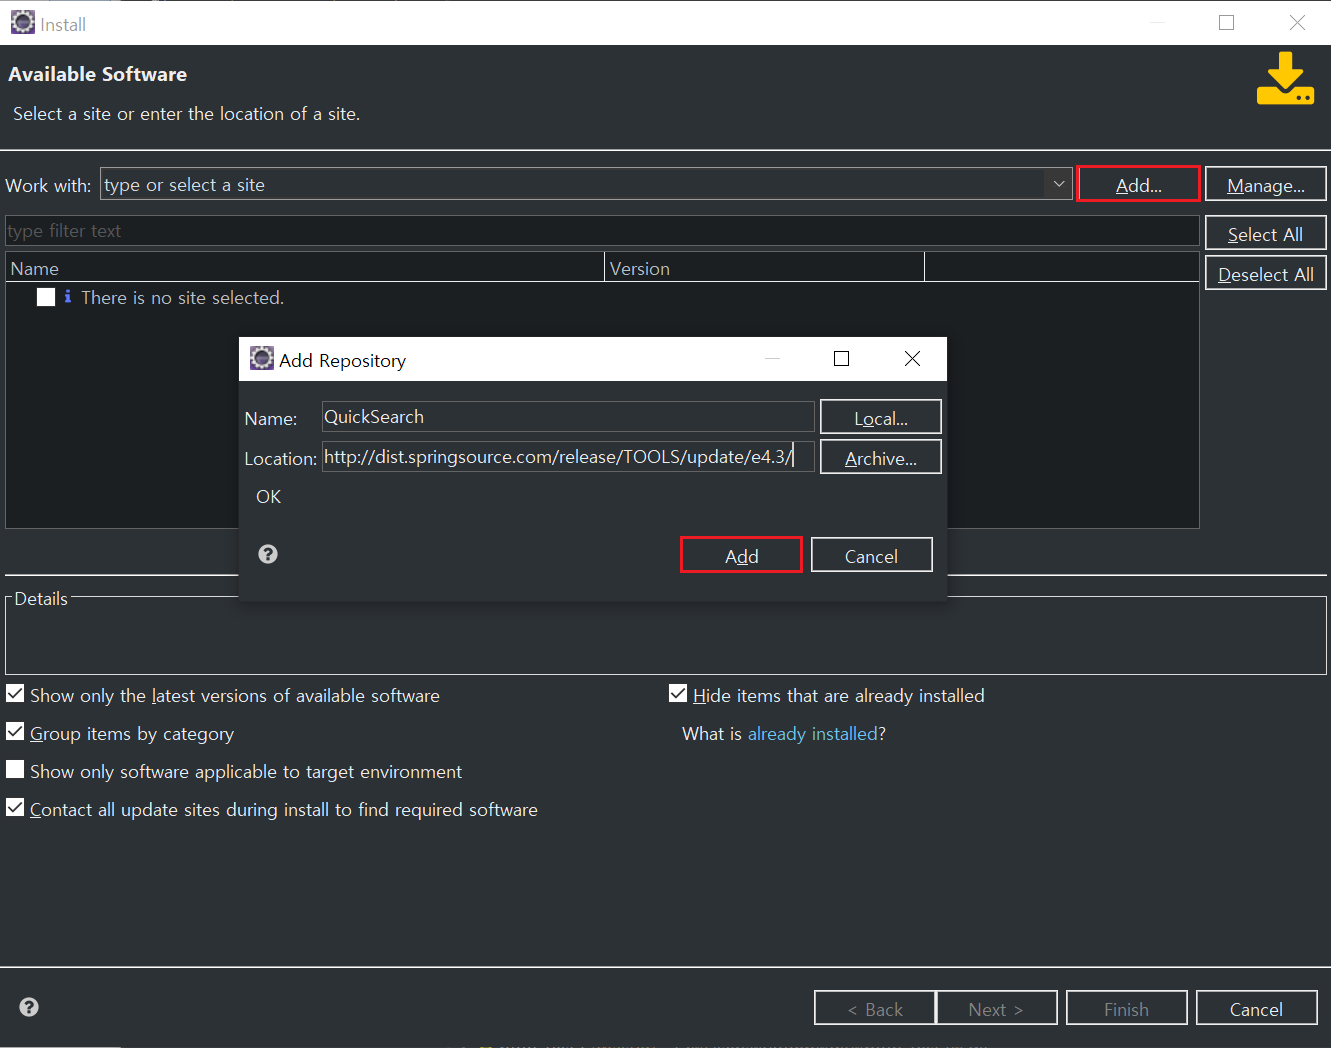 Install
Available Software
Select a site or enter the location of a site.
Work with: type or select a site Add... Manage...
type filter text Select All
Name Version Deselect All
There is no site selected.
Add Repository
Name: QuickSearch Local...
Location: http://dist.springsource.com/release/TOOLS/update/e4.3/ Archive...
OK
Add Cancel
Details
Show only the latest versions of available software Hide items that are already installed
Group items by category What is already installed?
Show only software applicable to target environment
Contact all update sites during install to find required software
< Back Next > Finish Cancel